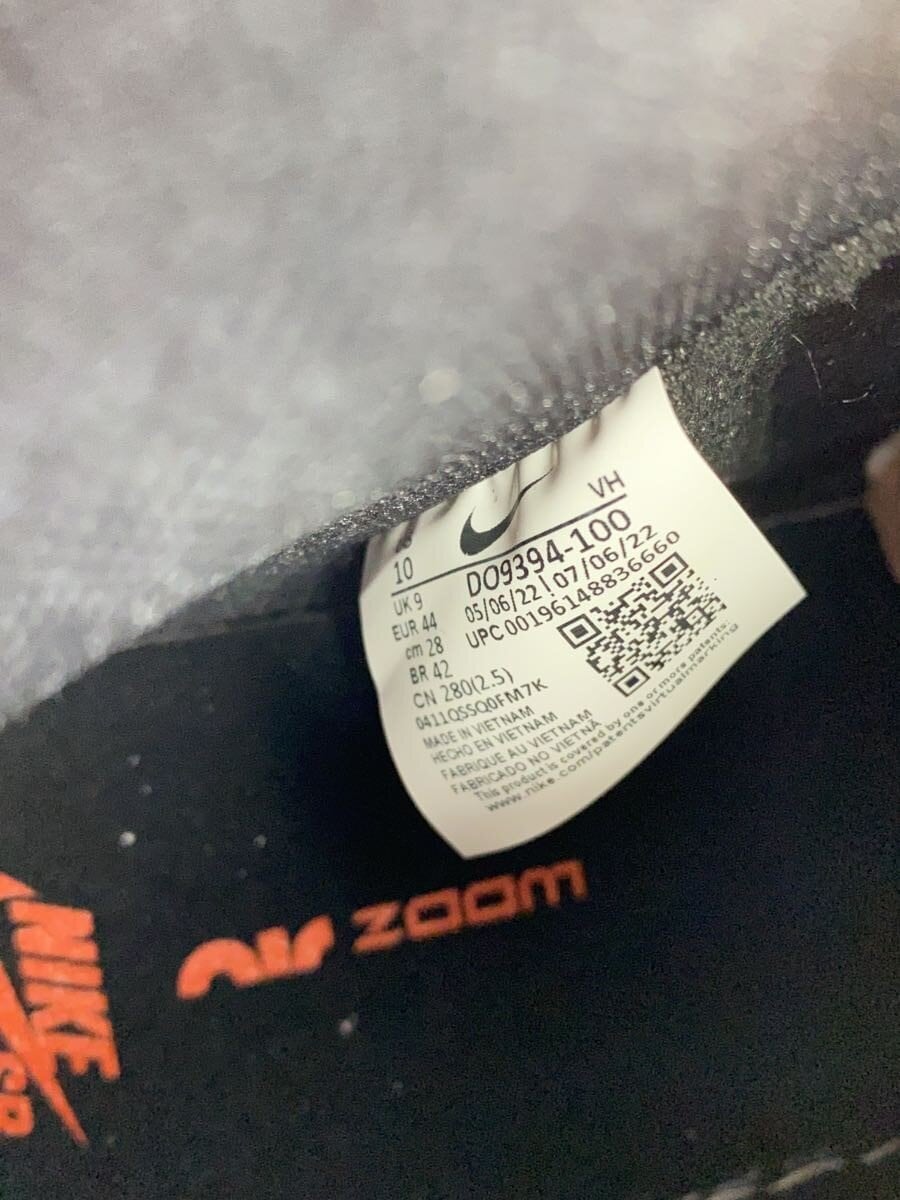 VH
10
DO9394-100
UK 9
05/06/22 | 07/06/22
EUR 44
UPC 00196148836660
cm 28
BR 42
CN 280(2.5)
0411QSSQ0FM7K
MADE IN VIETNAM
HECHO EN VIETNAM
FABRIQUE AU VIETNAM
FABRICADO NO VIETNÃ
This product is covered by one or more patents:
www.nike.com/patentsvirtualmarking
air zoom
NIKE